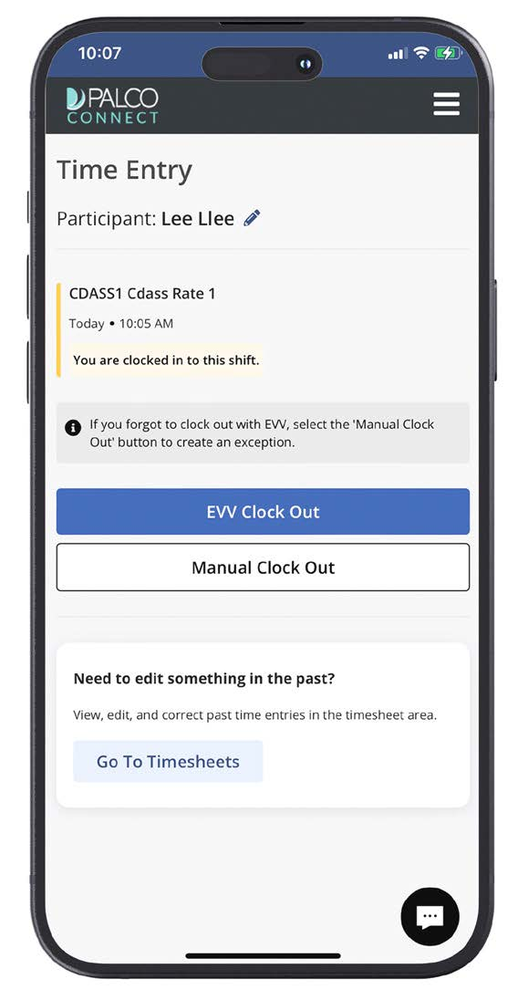 10:07
PALCO
CONNECT
Time Entry
Participant: Lee Llee
CDASS1 Cdass Rate 1
Today • 10:05 AM
You are clocked in to this shift.
If you forgot to clock out with EVV, select the 'Manual Clock
Out' button to create an exception.
EVV Clock Out
Manual Clock Out
Need to edit something in the past?
View, edit, and correct past time entries in the timesheet area.
Go To Timesheets